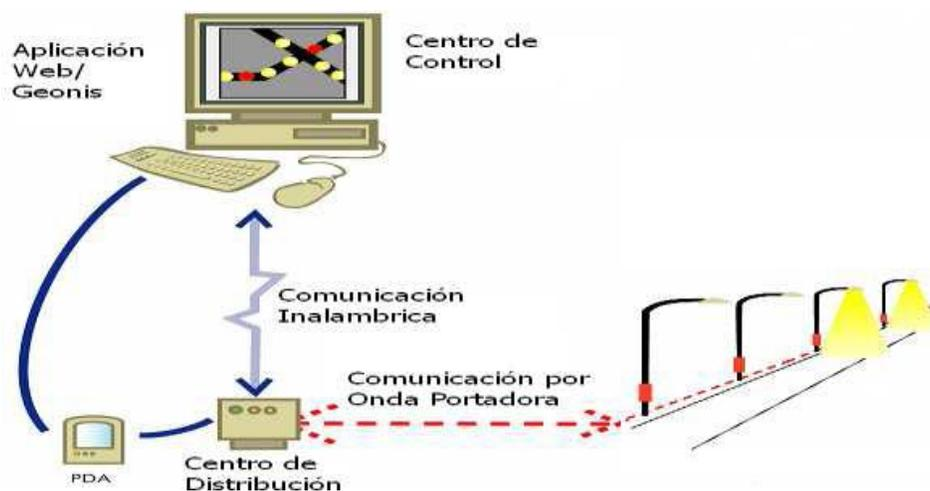 Aplicación
Web/
Geonis
Centro de
Control
Comunicación
Inalambrica
Comunicación por
Onda Portadora
PDA
Centro de
Distribución